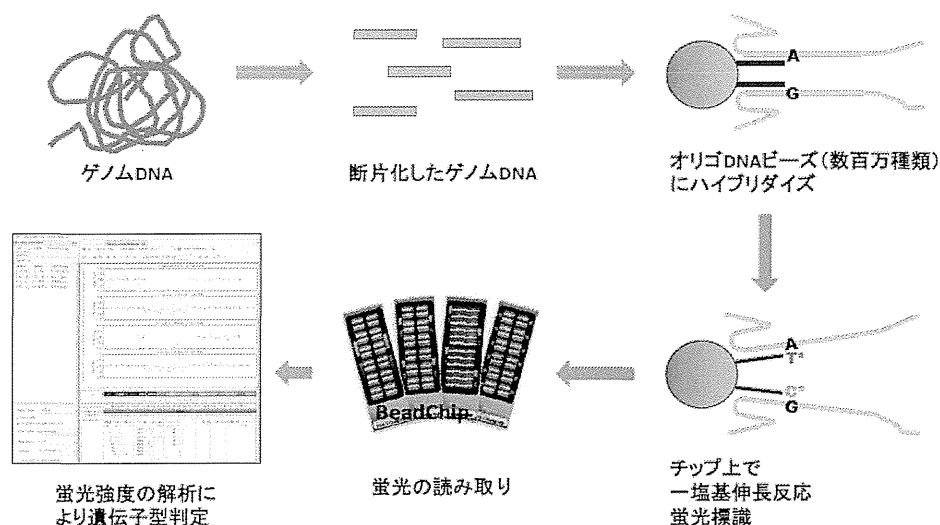 ゲノムDNA
断片化したゲノムDNA
A
G
オリゴDNAビーズ(数百万種類)
にハイブリダイズ
A
T*
C*
G
チップ上で
一塩基伸長反応
蛍光標識
BeadChip
蛍光の読み取り
蛍光強度の解析に
より遺伝子型判定